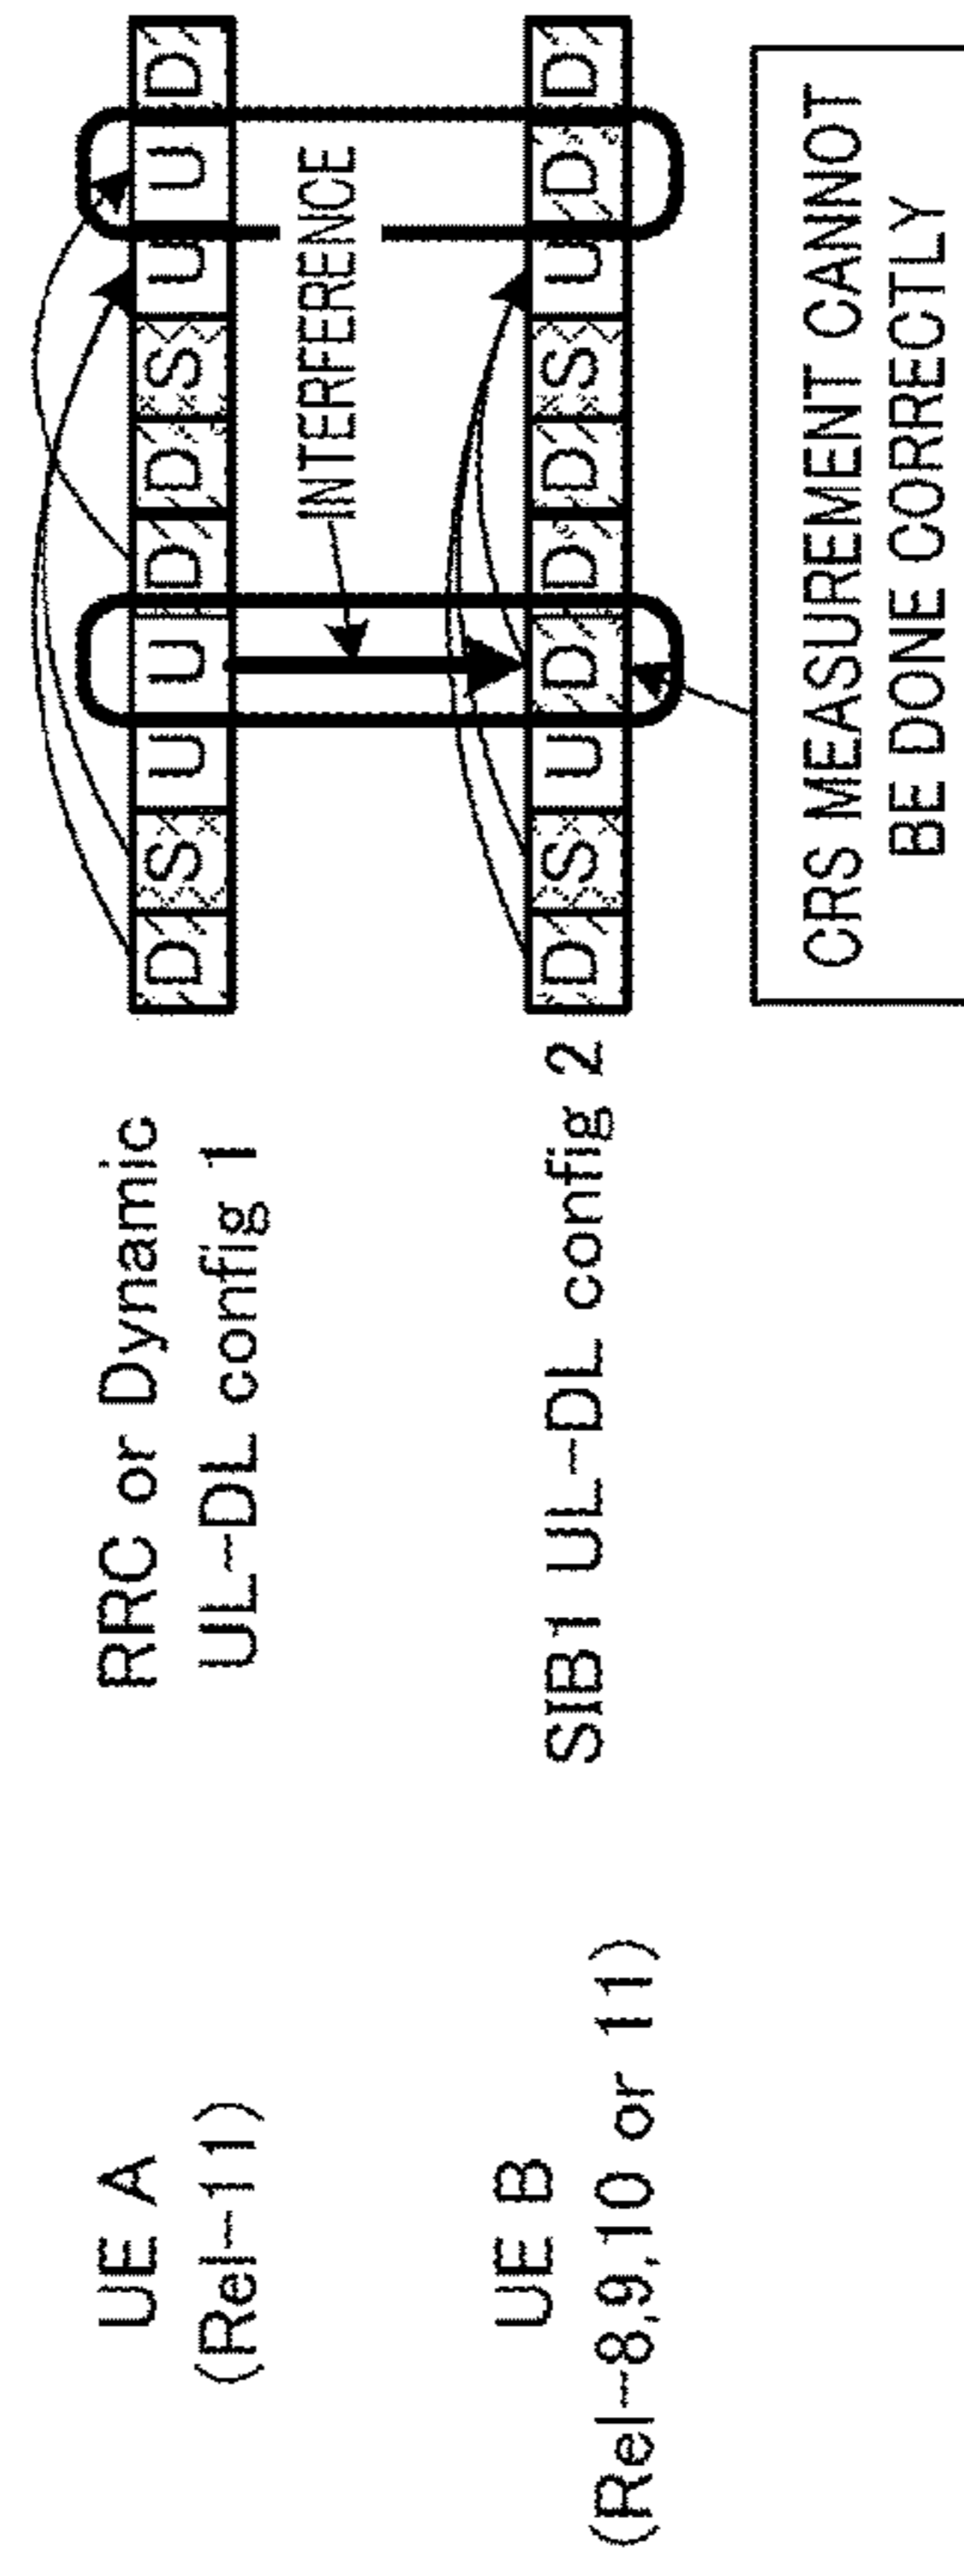 UE A
(Rel-11)
RRC or Dynamic
UL-DL config 1
D S U U D D S U U D
INTERFERENCE
UE B
(Rel-8,9,10 or 11)
SIB1 UL-DL config 2
D S U D D D S U D D
CRS MEASUREMENT CANNOT
BE DONE CORRECTLY